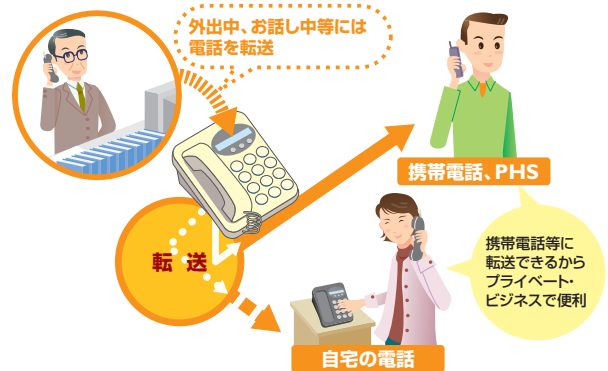 外出中、お話し中等には
電話を転送
携帯電話、PHS
転 送
携帯電話等に
転送できるから
プライベート・
ビジネスで便利
自宅の電話